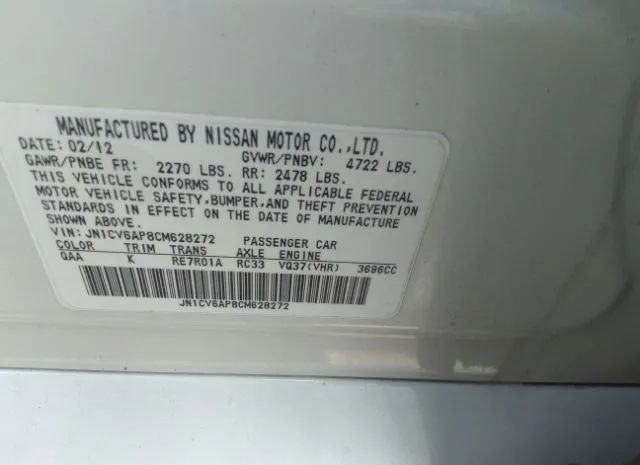 MANUFACTURED BY NISSAN MOTOR CO.,LTD.
DATE: 02/12 GVWR/PNBV: 4722 LBS.
GAWR/PNBE FR: 2270 LBS. RR: 2478 LBS.
THIS VEHICLE CONFORMS TO ALL APPLICABLE FEDERAL
MOTOR VEHICLE SAFETY,BUMPER,AND THEFT PREVENTION
STANDARDS IN EFFECT ON THE DATE OF MANUFACTURE
SHOWN ABOVE.
VIN: JN1CV6AP8CM628272 PASSENGER CAR
COLOR TRIM TRANS AXLE ENGINE
QAA K RE7R01A RC33 VQ37(VHR) 3696CC
JN1CV6AP8CM628272